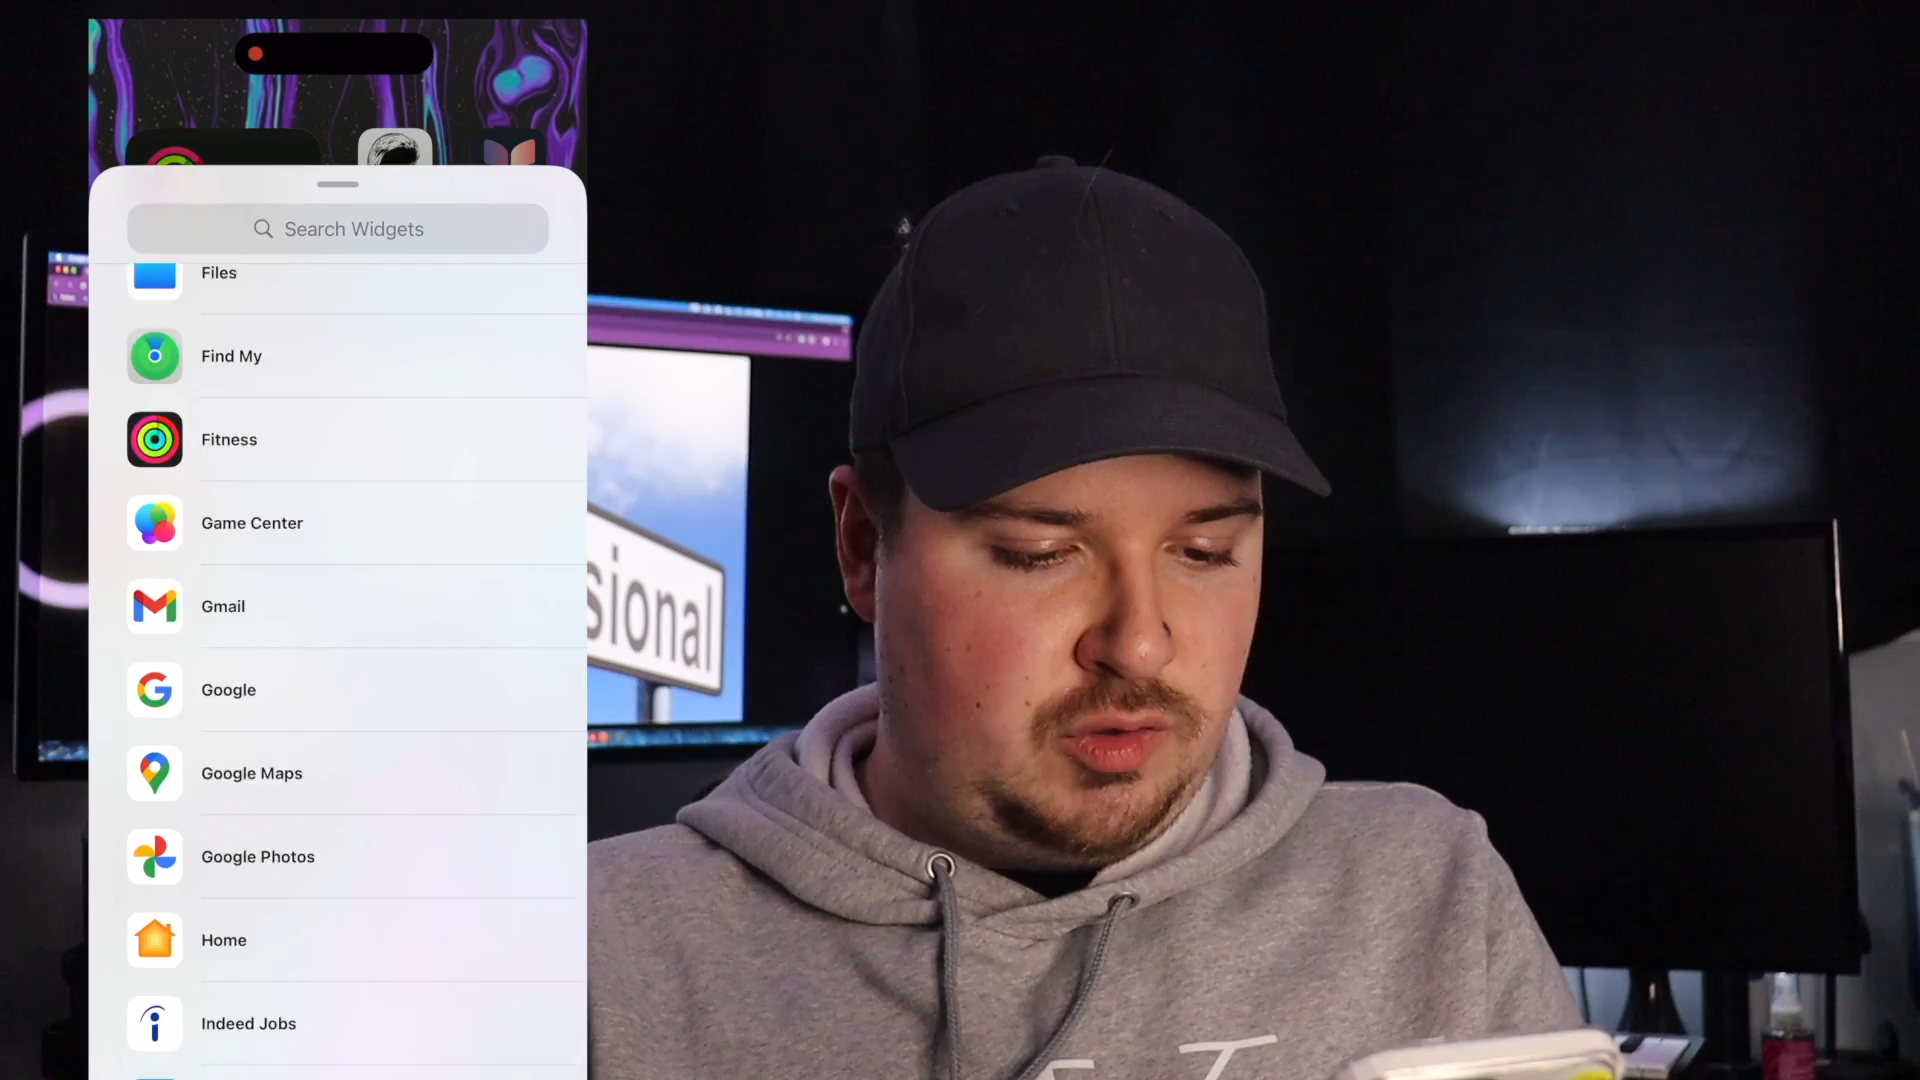 Search Widgets
Files
Find My
Fitness
Game Center
Gmail
Google
Google Maps
Google Photos
Home
Indeed Jobs
sional